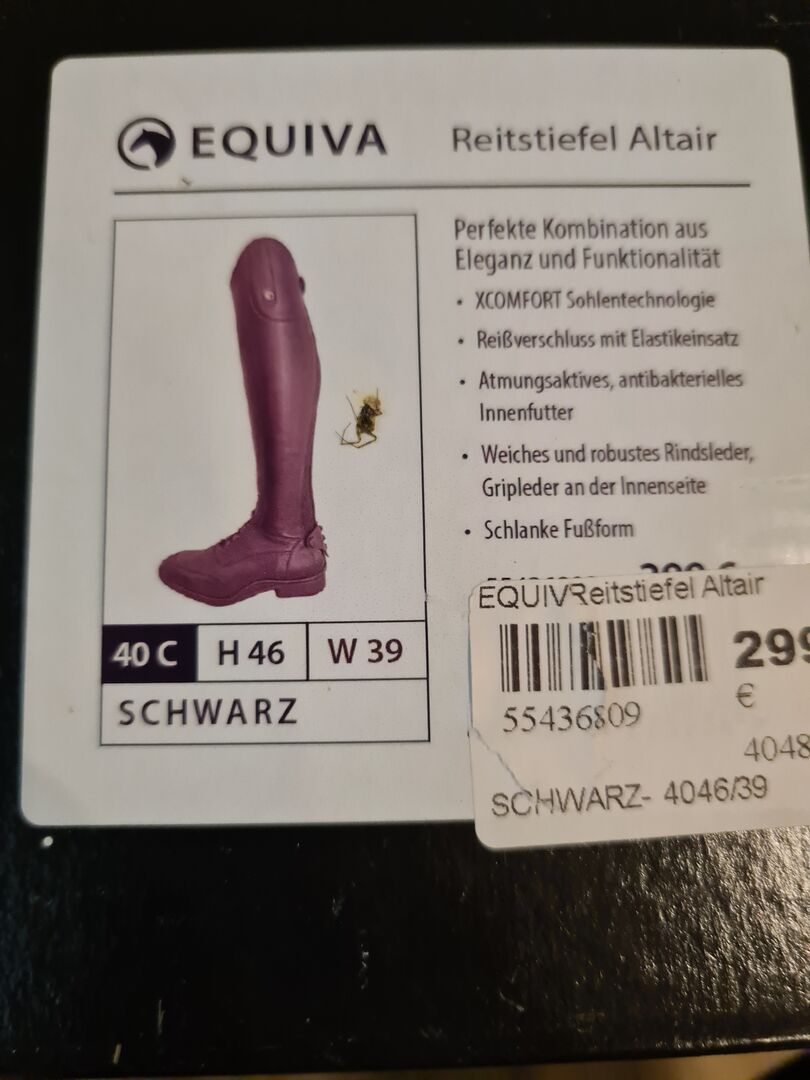 EQUIVA
Reitstiefel Altair
Perfekte Kombination aus
Eleganz und Funktionalität
• XCOMFORT Sohlentechnologie
• Reißverschluss mit Elastikeinsatz
• Atmungsaktives, antibakterielles
Innenfutter
• Weiches und robustes Rindsleder,
Gripleder an der Innenseite
• Schlanke Fußform
40 C
H 46
W 39
SCHWARZ
EQUIVReitstiefel Altair
299
€
55436809
4048
SCHWARZ- 4046/39